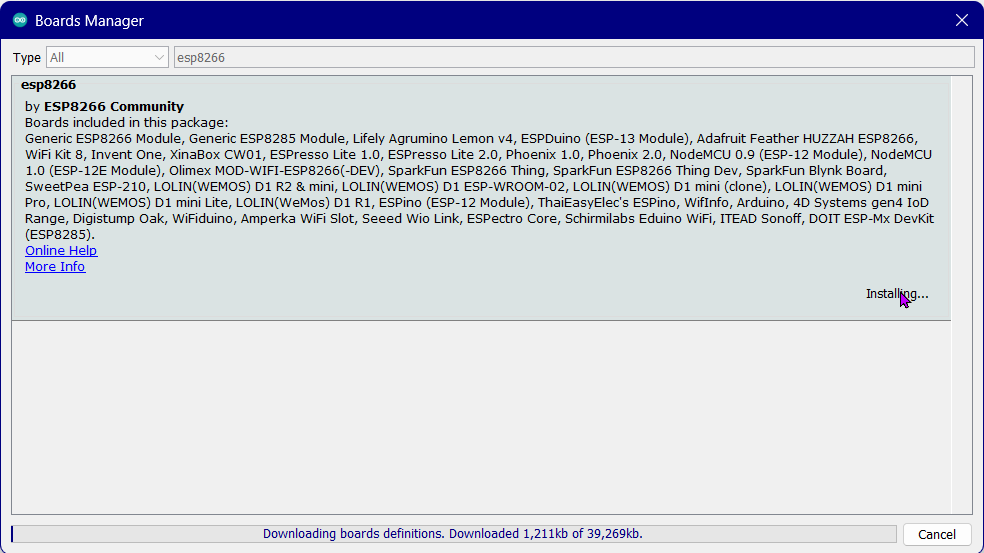 Boards Manager
Type All esp8266
esp8266
by ESP8266 Community
Boards included in this package:
Generic ESP8266 Module, Generic ESP8285 Module, Lifely Agrumino Lemon v4, ESPDuino (ESP-13 Module), Adafruit Feather HUZZAH ESP8266,
WiFi Kit 8, Invent One, XinaBox CW01, ESPresso Lite 1.0, ESPresso Lite 2.0, Phoenix 1.0, Phoenix 2.0, NodeMCU 0.9 (ESP-12 Module), NodeMCU
1.0 (ESP-12E Module), Olimex MOD-WIFI-ESP8266(-DEV), SparkFun ESP8266 Thing, SparkFun ESP8266 Thing Dev, SparkFun Blynk Board,
SweetPea ESP-210, LOLIN(WEMOS) D1 R2 & mini, LOLIN(WEMOS) D1 ESP-WROOM-02, LOLIN(WEMOS) D1 mini (clone), LOLIN(WEMOS) D1 mini
Pro, LOLIN(WEMOS) D1 mini Lite, LOLIN(WeMos) D1 R1, ESPino (ESP-12 Module), ThaiEasyElec's ESPino, WifInfo, Arduino, 4D Systems gen4 IoD
Range, Digistump Oak, WiFiduino, Amperka WiFi Slot, Seeed Wio Link, ESPectro Core, Schirmilabs Eduino WiFi, ITEAD Sonoff, DOIT ESP-Mx DevKit
(ESP8285).
Online Help
More Info
Installing...
Downloading boards definitions. Downloaded 1,211kb of 39,269kb.
Cancel